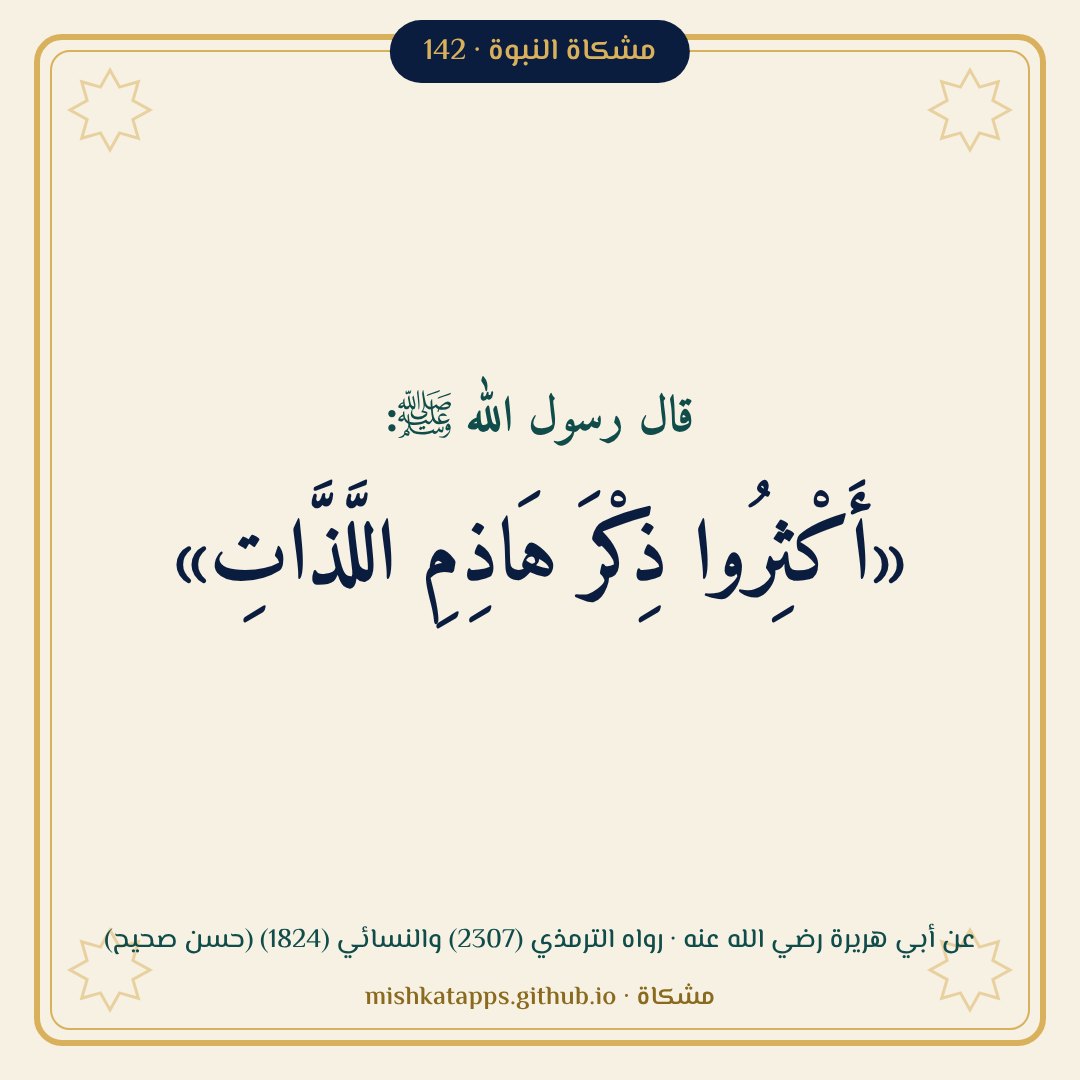 مشكاة النبوة · 142
قال رسول الله ﷺ:
«أَكْثِرُوا ذِكْرَ هَاذِمِ اللَّذَّاتِ»
عن أبي هريرة رضي الله عنه · رواه الترمذي (2307) والنسائي (1824) (حسن صحيح)
مشكاة · mishkatapps.github.io